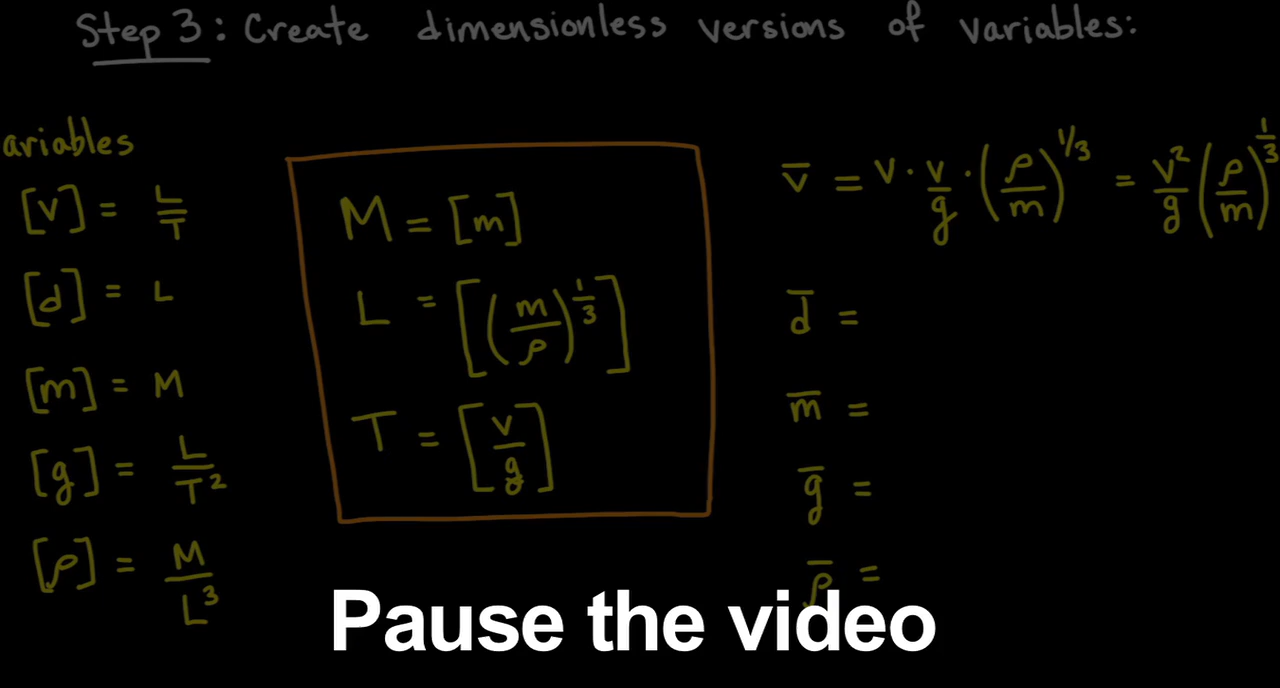 Step 3: Create dimensionless versions of variables:
ariables
[v] = L/T
[d] = L
[m] = M
[g] = L/T²
[ρ] = M/L³
M = [m]
L = [(m/ρ)^1/3]
T = [v/g]
v̅ = v · v/g · (ρ/m)^1/3 = v²/g (ρ/m)^1/3
d̅ =
m̅ =
g̅ =
ρ̅ =
Pause the video